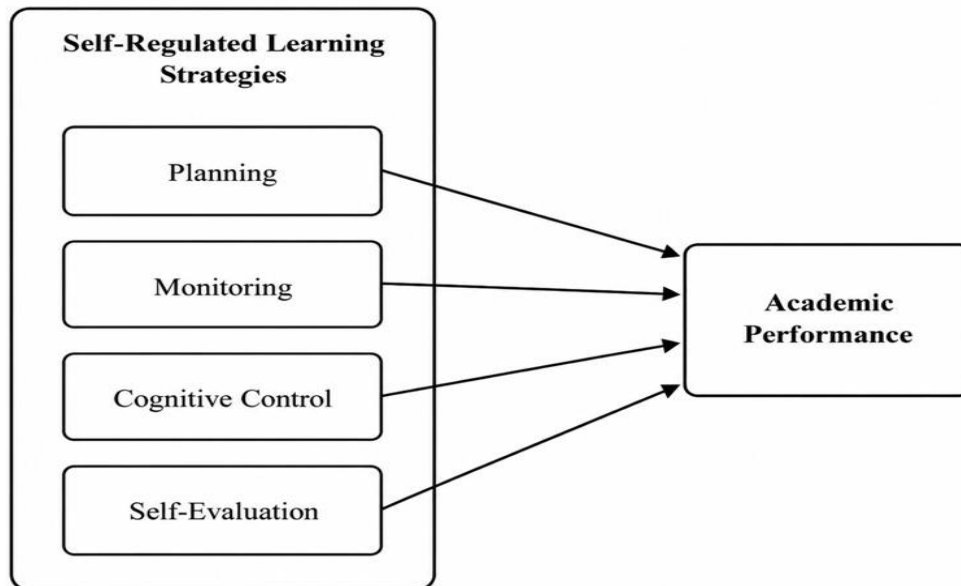 Self-Regulated Learning
Strategies
Planning
Monitoring
Cognitive Control
Self-Evaluation
Academic
Performance